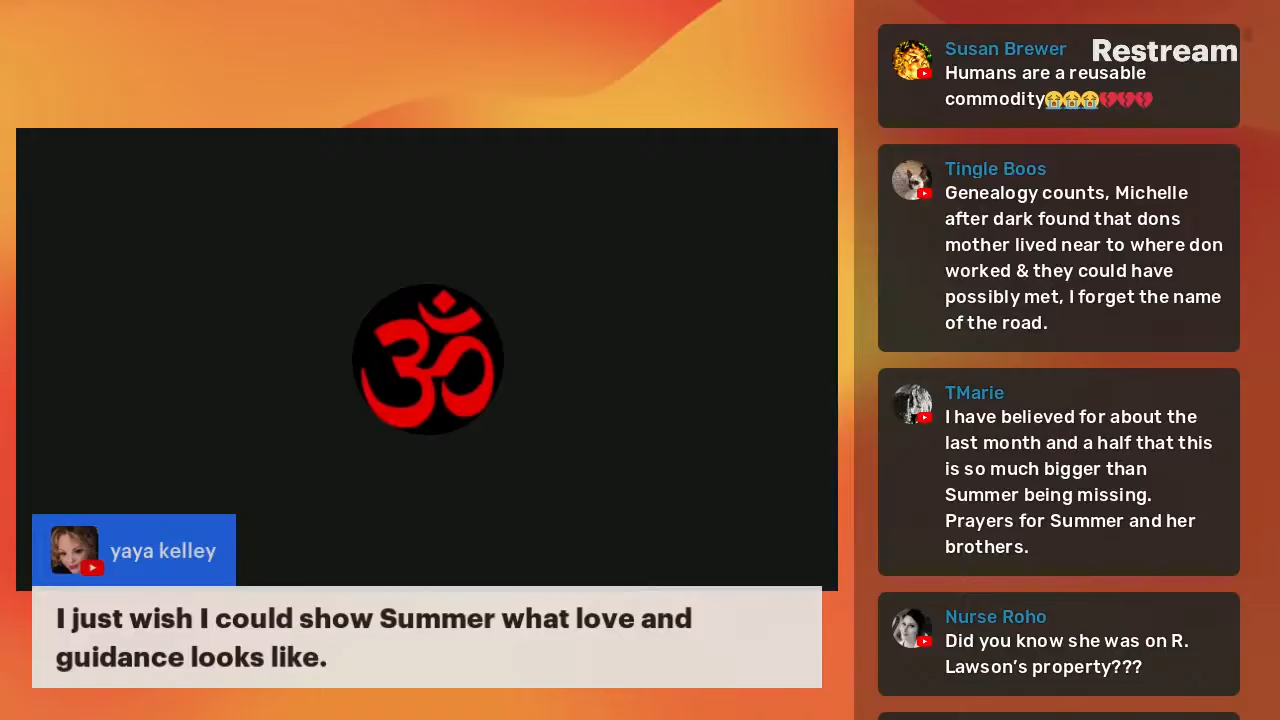 Restream
Susan Brewer
Humans are a reusable
commodity😭😭😭💔💔💔
Tingle Boos
Genealogy counts, Michelle
after dark found that dons
mother lived near to where don
worked & they could have
possibly met, I forget the name
of the road.
TMarie
I have believed for about the
last month and a half that this
is so much bigger than
Summer being missing.
Prayers for Summer and her
brothers.
Nurse Roho
Did you know she was on R.
Lawson’s property???
ॐ
yaya kelley
I just wish I could show Summer what love and
guidance looks like.